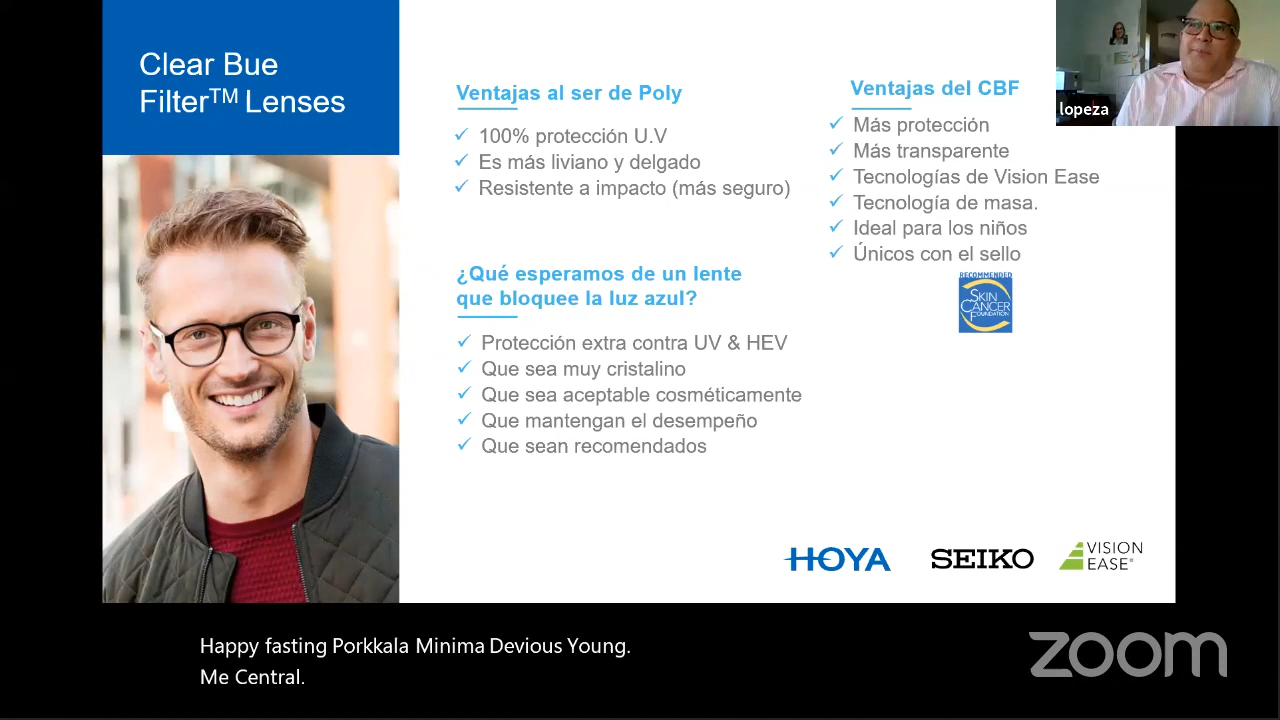 Clear Bue
Filter™ Lenses
Ventajas al ser de Poly
100% protección U.V
Es más liviano y delgado
Resistente a impacto (más seguro)
¿Qué esperamos de un lente
que bloquee la luz azul?
Protección extra contra UV & HEV
Que sea muy cristalino
Que sea aceptable cosméticamente
Que mantengan el desempeño
Que sean recomendados
Ventajas del CBF
Más protección
Más transparente
Tecnologías de Vision Ease
Tecnología de masa.
Ideal para los niños
Únicos con el sello
RECOMMENDED
SKIN
CANCER
FOUNDATION
lopeza
HOYA
SEIKO
VISION
EASE®
Happy fasting Porkkala Minima Devious Young.
Me Central.
zoom